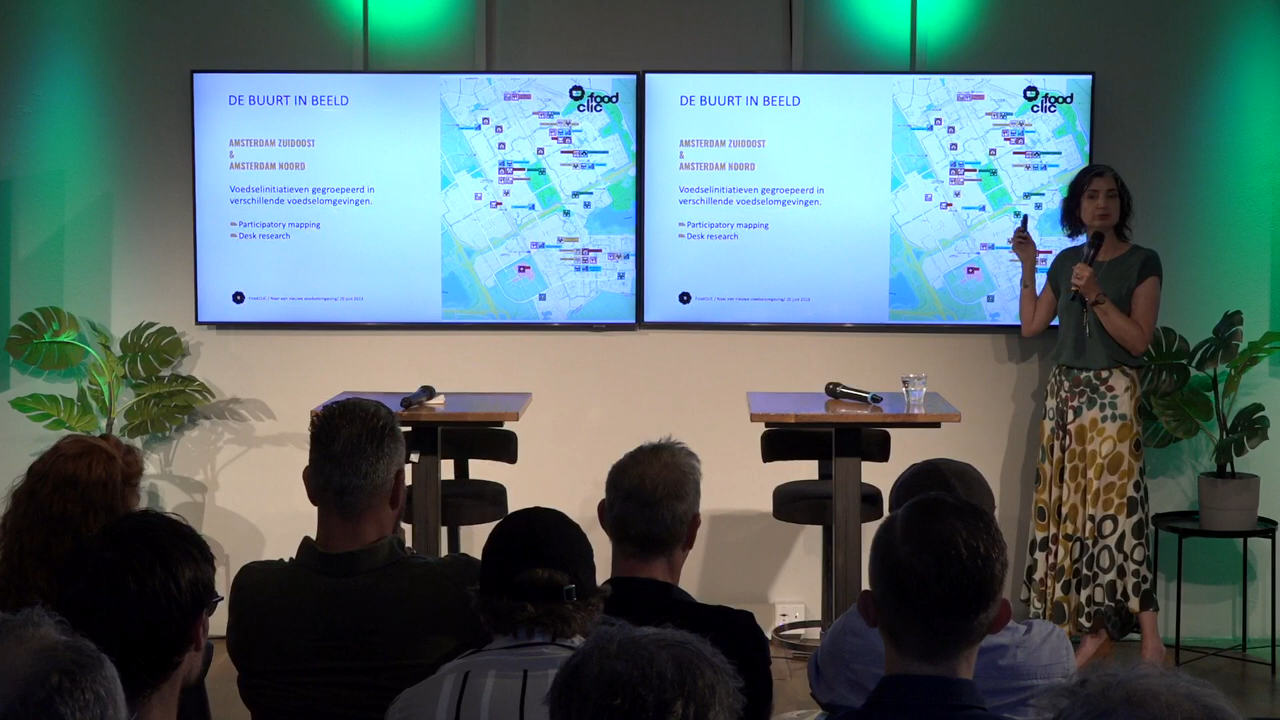 DE BUURT IN BEELD
AMSTERDAM ZUIDOOST
&
AMSTERDAM NOORD
Voedselinitiatieven gegroepeerd in
verschillende voedselomgevingen.
Participatory mapping
Desk research
food
clic
DE BUURT IN BEELD
AMSTERDAM ZUIDOOST
&
AMSTERDAM NOORD
Voedselinitiatieven gegroepeerd in
verschillende voedselomgevingen.
Participatory mapping
Desk research
food
clic